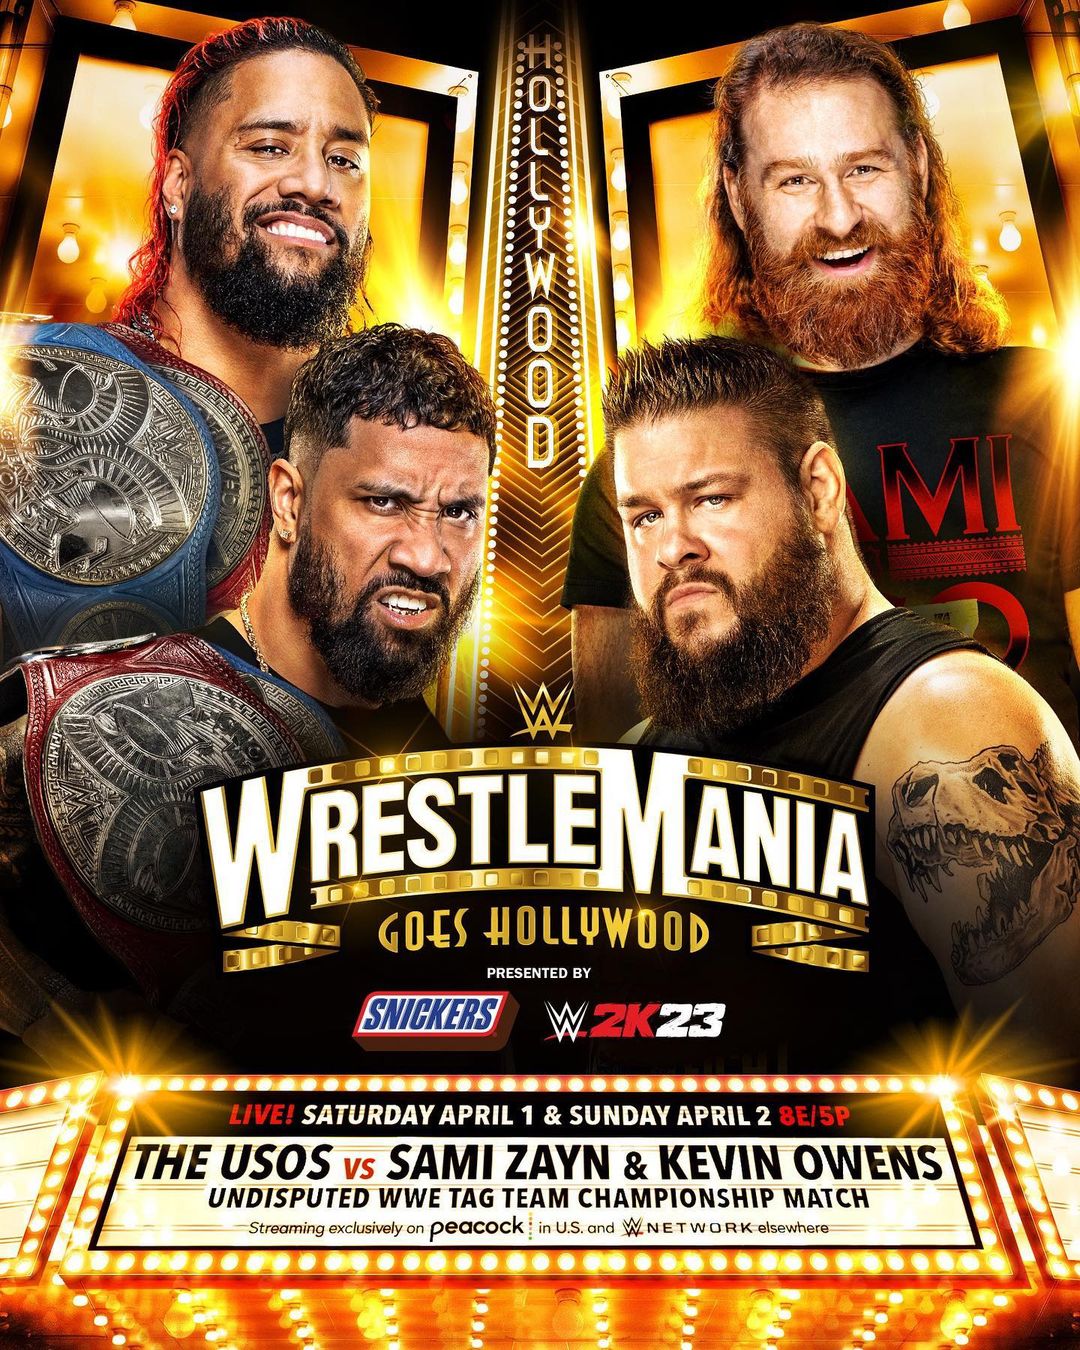 HOLLYWOOD
AMI
W
WRESTLEMANIA
GOES HOLLYWOOD
PRESENTED BY
SNICKERS W 2K23
LIVE! SATURDAY APRIL 1 & SUNDAY APRIL 2 8E/5P
THE USOS VS SAMI ZAYN & KEVIN OWENS
UNDISPUTED WWE TAG TEAM CHAMPIONSHIP MATCH
Streaming exclusively on peacock in U.S. and W NETWORK elsewhere